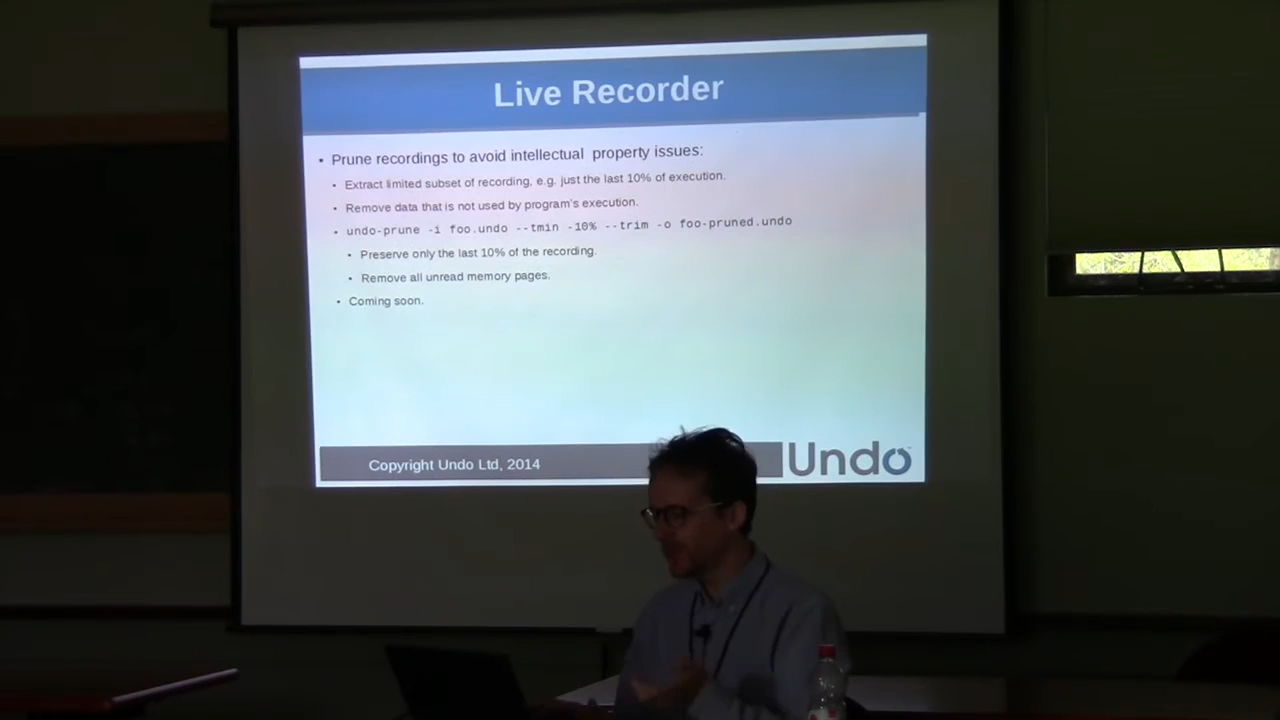 Live Recorder
• Prune recordings to avoid intellectual property issues:
• Extract limited subset of recording, e.g. just the last 10% of execution.
• Remove data that is not used by program's execution.
• undo-prune -i foo.undo --tmin -10% --trim -o foo-pruned.undo
• Preserve only the last 10% of the recording.
• Remove all unread memory pages.
• Coming soon.
Copyright Undo Ltd, 2014
Undo